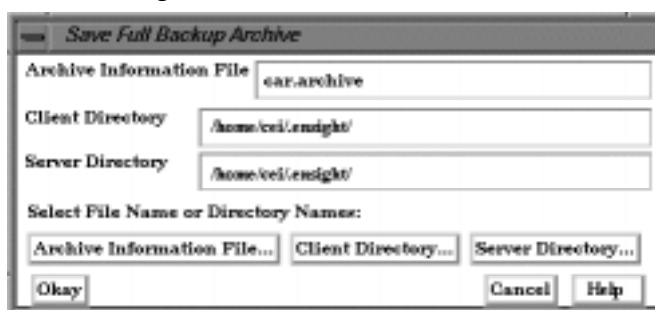 Save Full Backup Archive
Archive Information File car.archive
Client Directory /home/cei/.ensight/
Server Directory /home/cei/.ensight/
Select File Name or Directory Names:
Archive Information File... Client Directory... Server Directory...
Okay Cancel Help